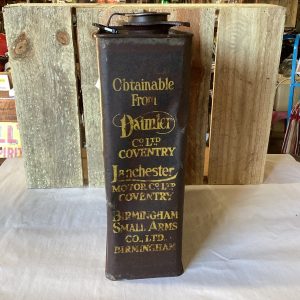 Obtainable
From
Daimler
Co LTD
COVENTRY
Lanchester
MOTOR CO LTD
COVENTRY
BIRMINGHAM
SMALL ARMS
CO., LTD.
BIRMINGHAM